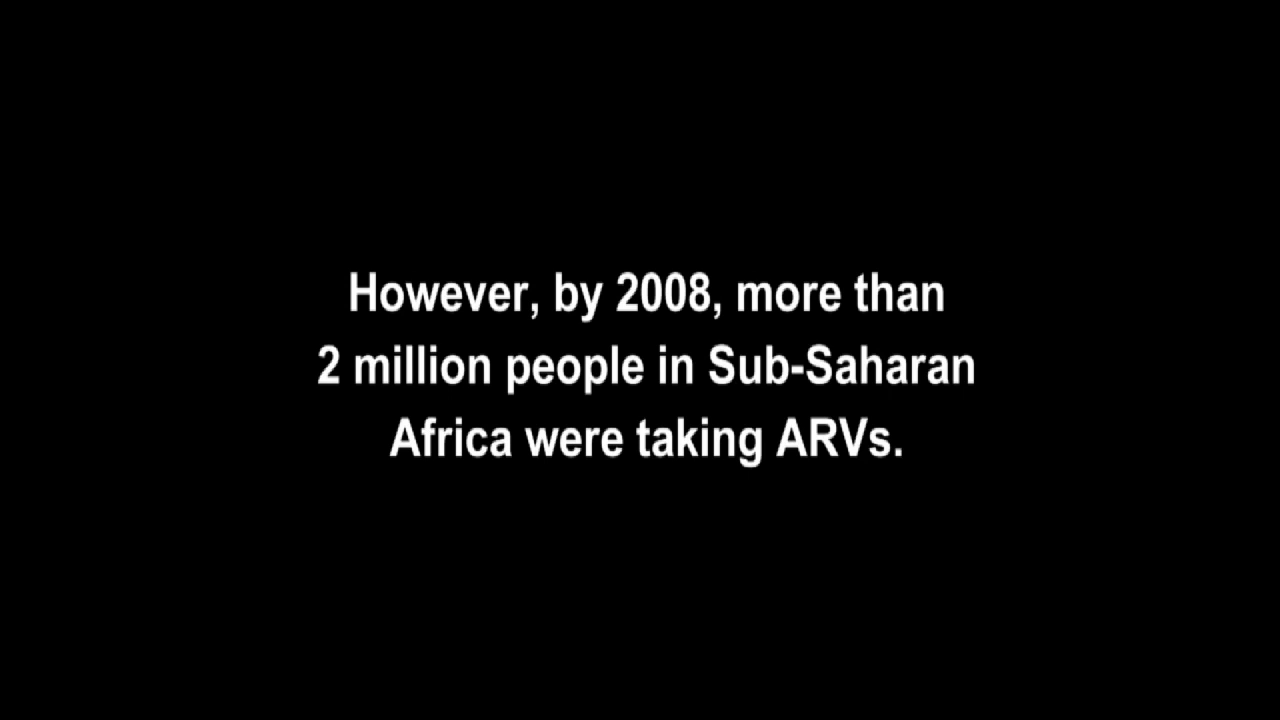 However, by 2008, more than
2 million people in Sub-Saharan
Africa were taking ARVs.